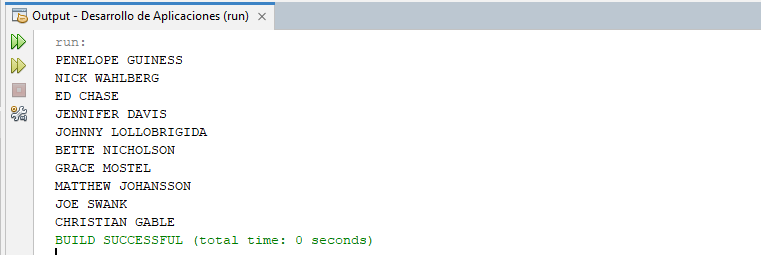 Output - Desarrollo de Aplicaciones (run)
run:
PENELOPE GUINESS
NICK WAHLBERG
ED CHASE
JENNIFER DAVIS
JOHNNY LOLLOBRIGIDA
BETTE NICHOLSON
GRACE MOSTEL
MATTHEW JOHANSSON
JOE SWANK
CHRISTIAN GABLE
BUILD SUCCESSFUL (total time: 0 seconds)